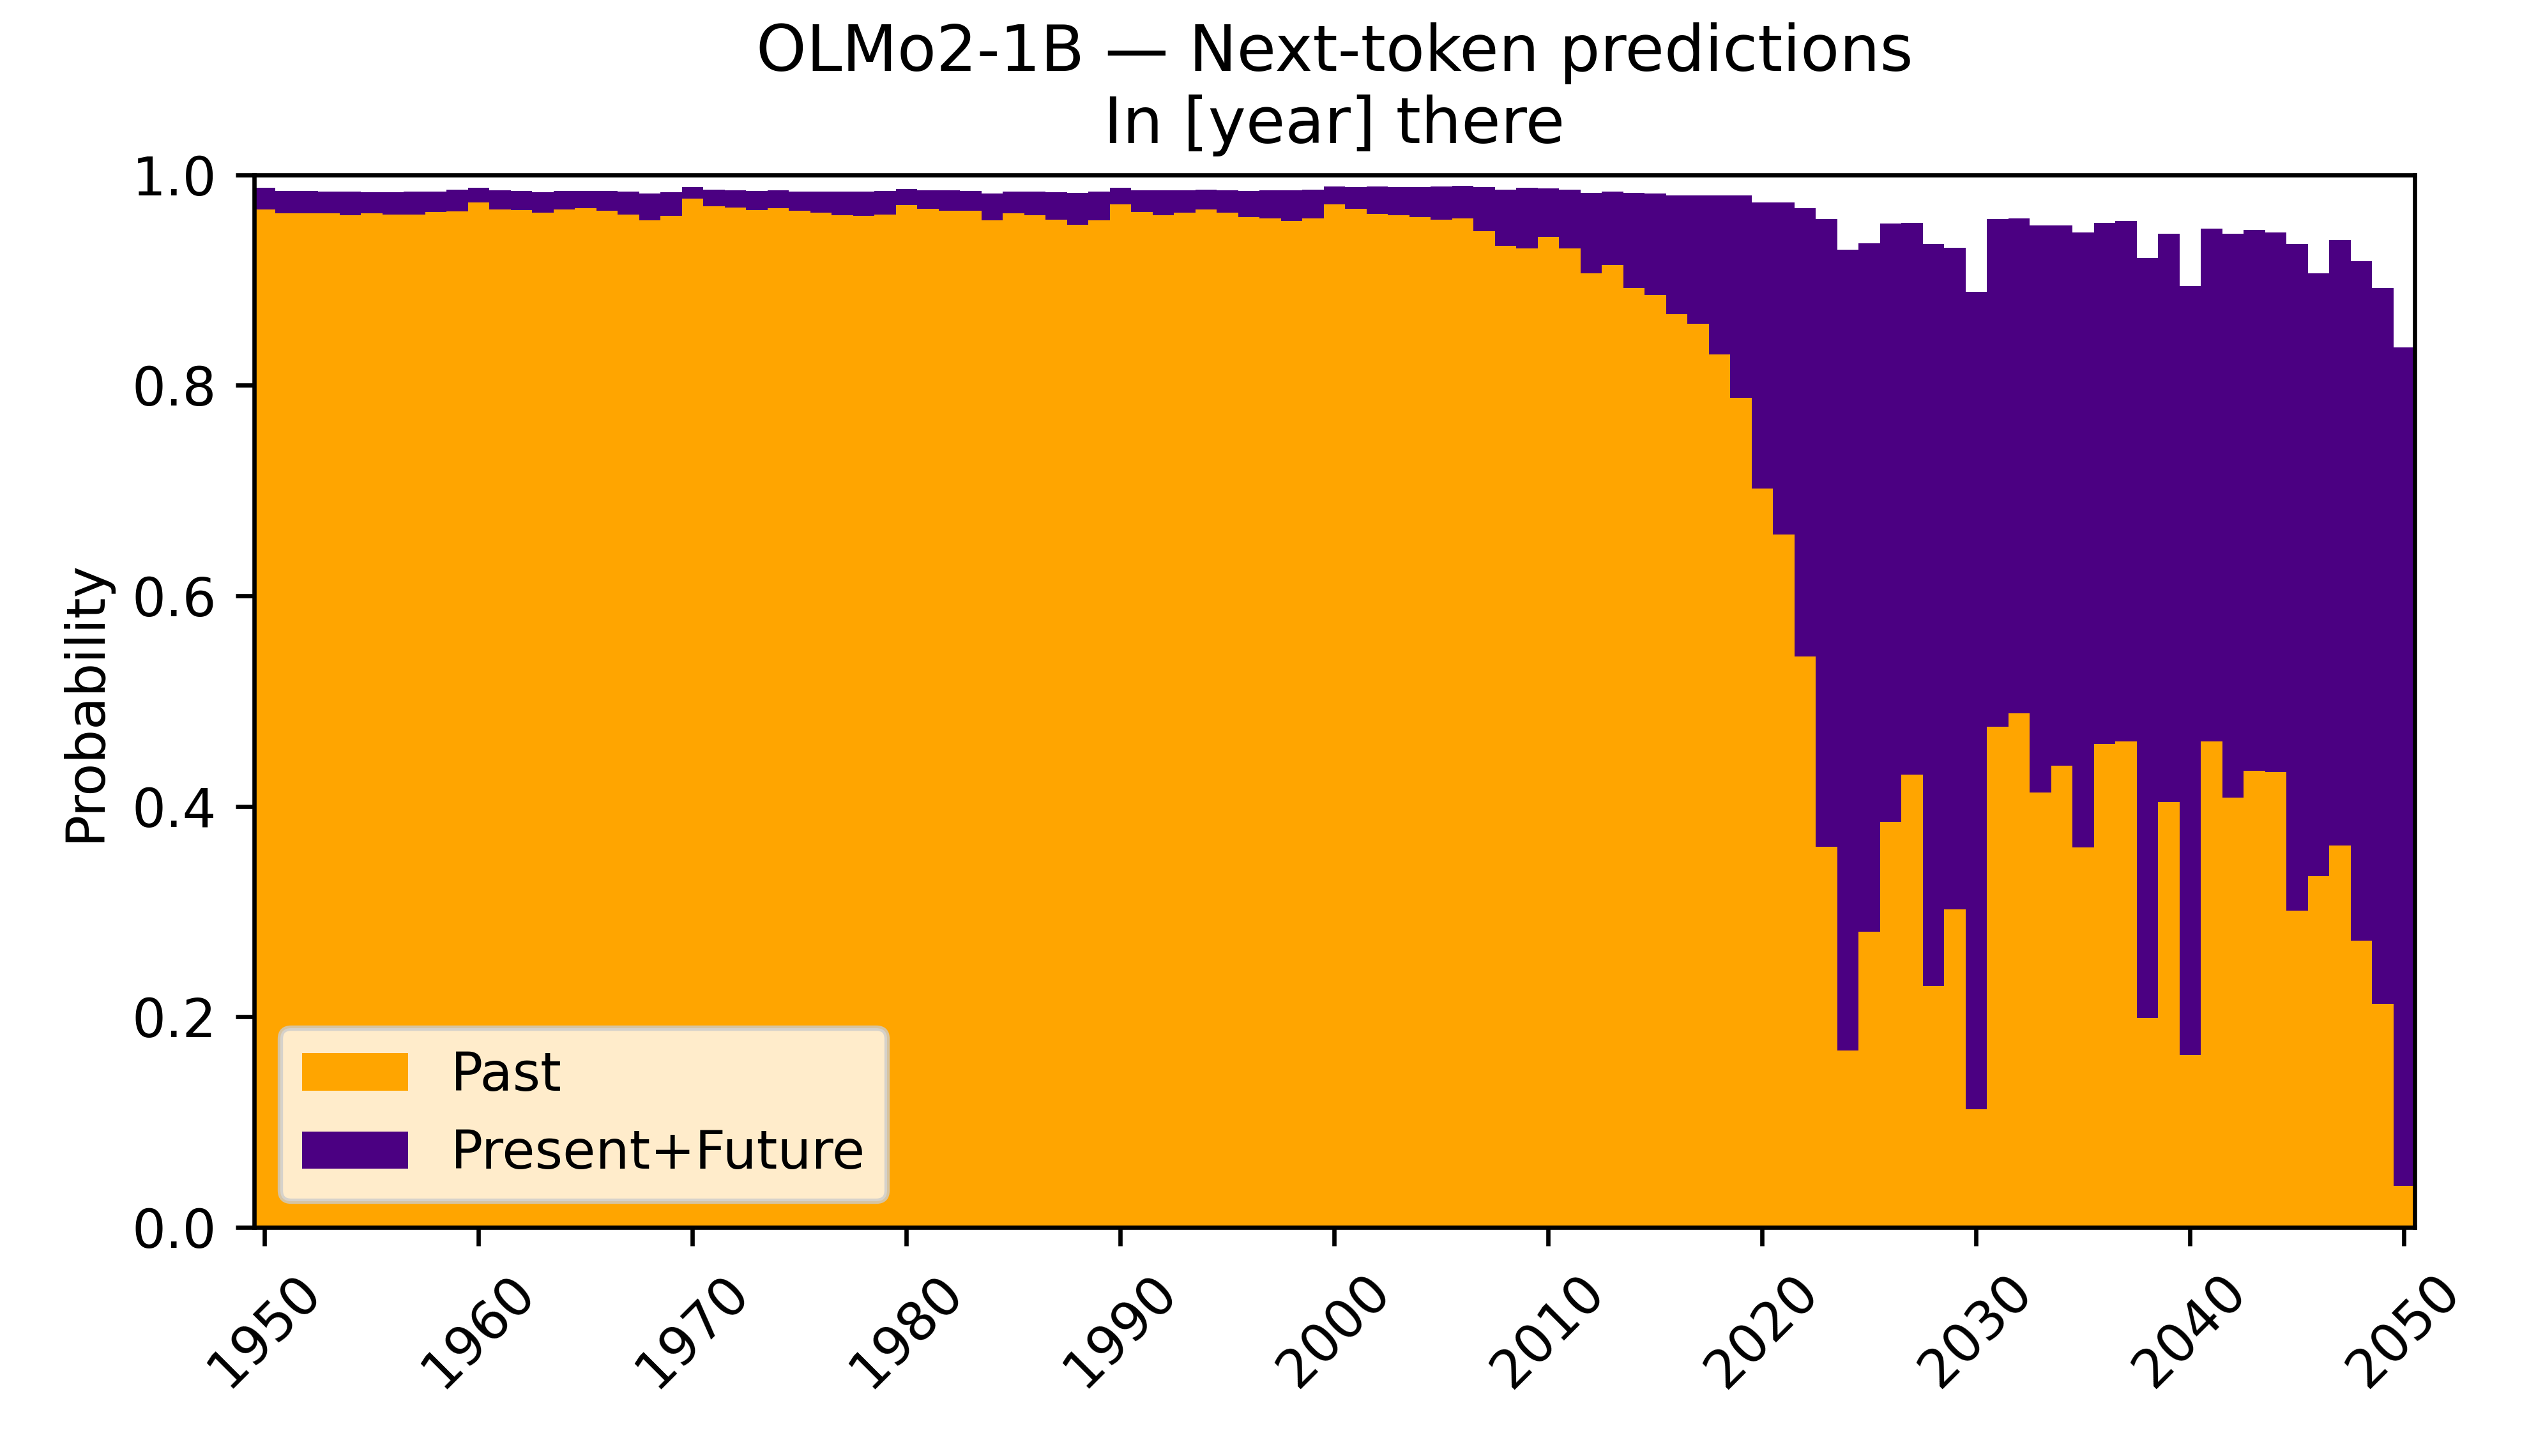 OLMo2-1B — Next-token predictions
In [year] there
Probability
1.0
0.8
0.6
0.4
0.2
0.0
Past
Present+Future
1950 1960 1970 1980 1990 2000 2010 2020 2030 2040 2050